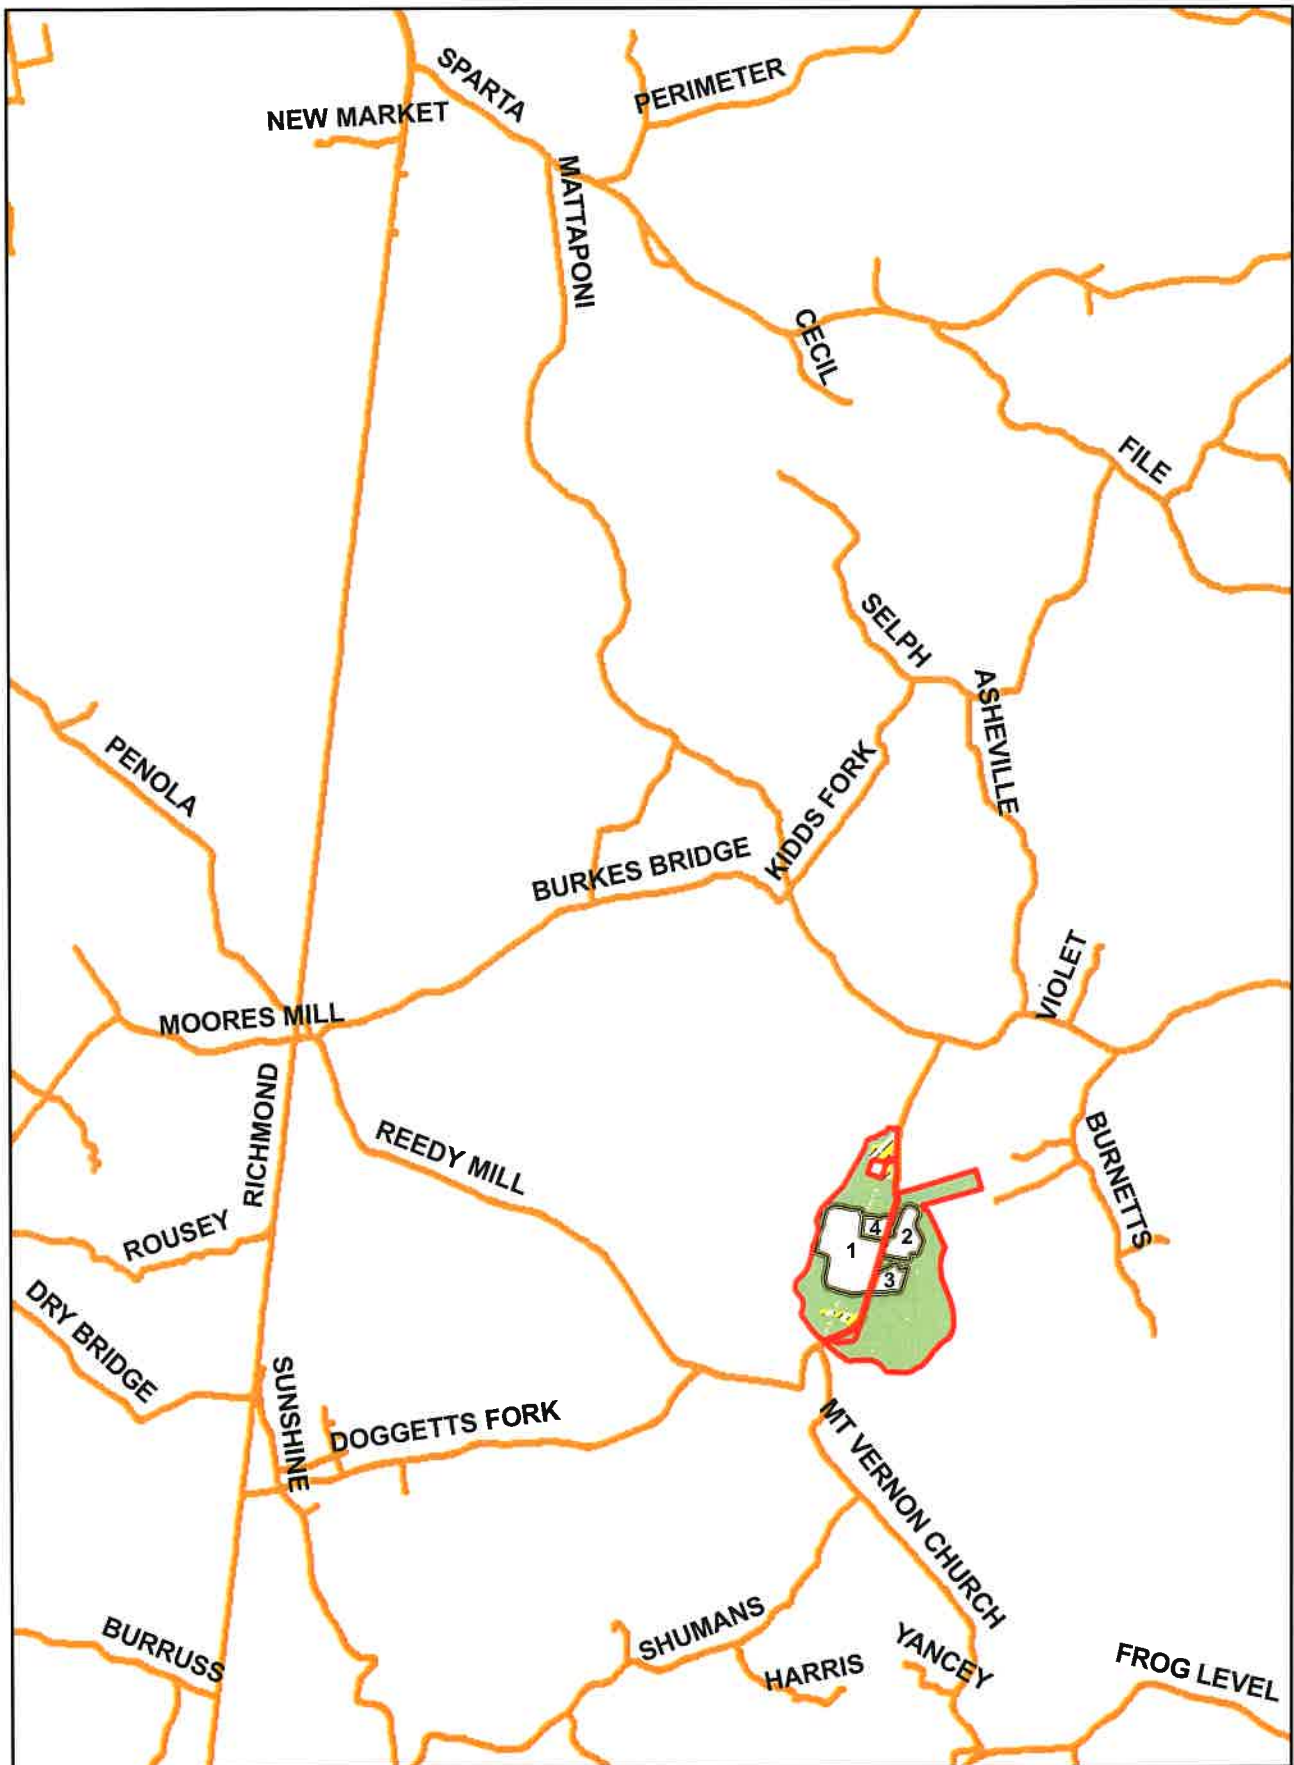 SPARTA
PERIMETER
NEW MARKET
MATTAPONI
CECIL
FILE
SELPH
ASHEVILLE
PENOLA
KIDDS FORK
BURKES BRIDGE
VIOLET
MOORES MILL
RICHMOND
REEDY MILL
BURNETTS
ROUSEY
4
2
1
3
DRY BRIDGE
SUNSHINE
DOGGETTS FORK
MT VERNON CHURCH
SHUMANS
BURRUSS
HARRIS
YANCEY
FROG LEVEL